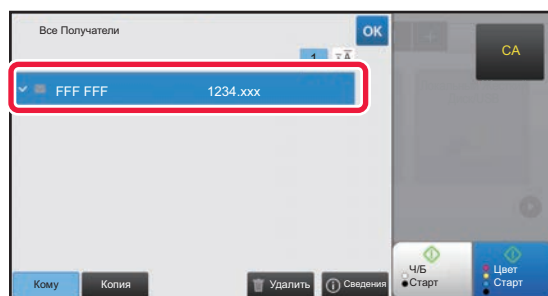 Все Получатели
OK
1
CA
FFF FFF 1234.xxx
Кому
Копия
Удалить
Сведения
Ч/Б
Старт
Цвет
Старт